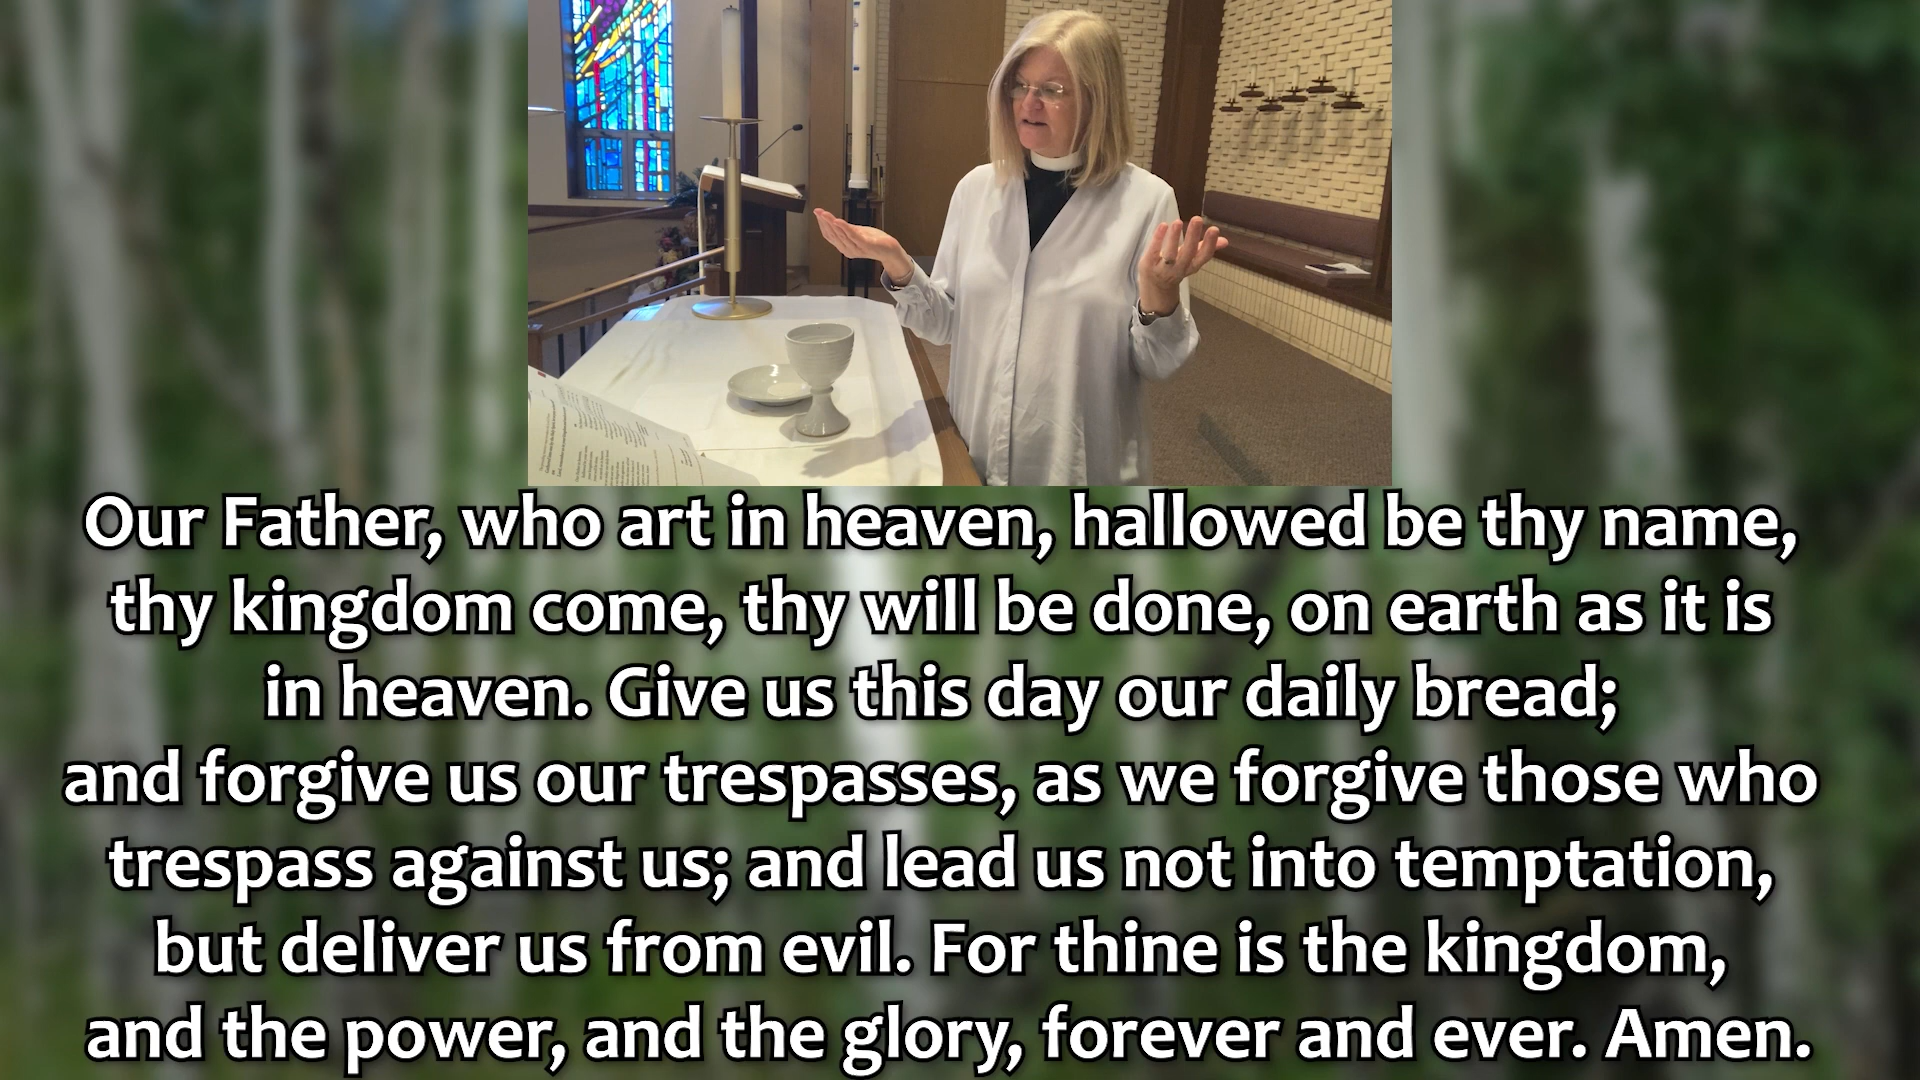 Our Father, who art in heaven, hallowed be thy name,
thy kingdom come, thy will be done, on earth as it is
in heaven. Give us this day our daily bread;
and forgive us our trespasses, as we forgive those who
trespass against us; and lead us not into temptation,
but deliver us from evil. For thine is the kingdom,
and the power, and the glory, forever and ever. Amen.